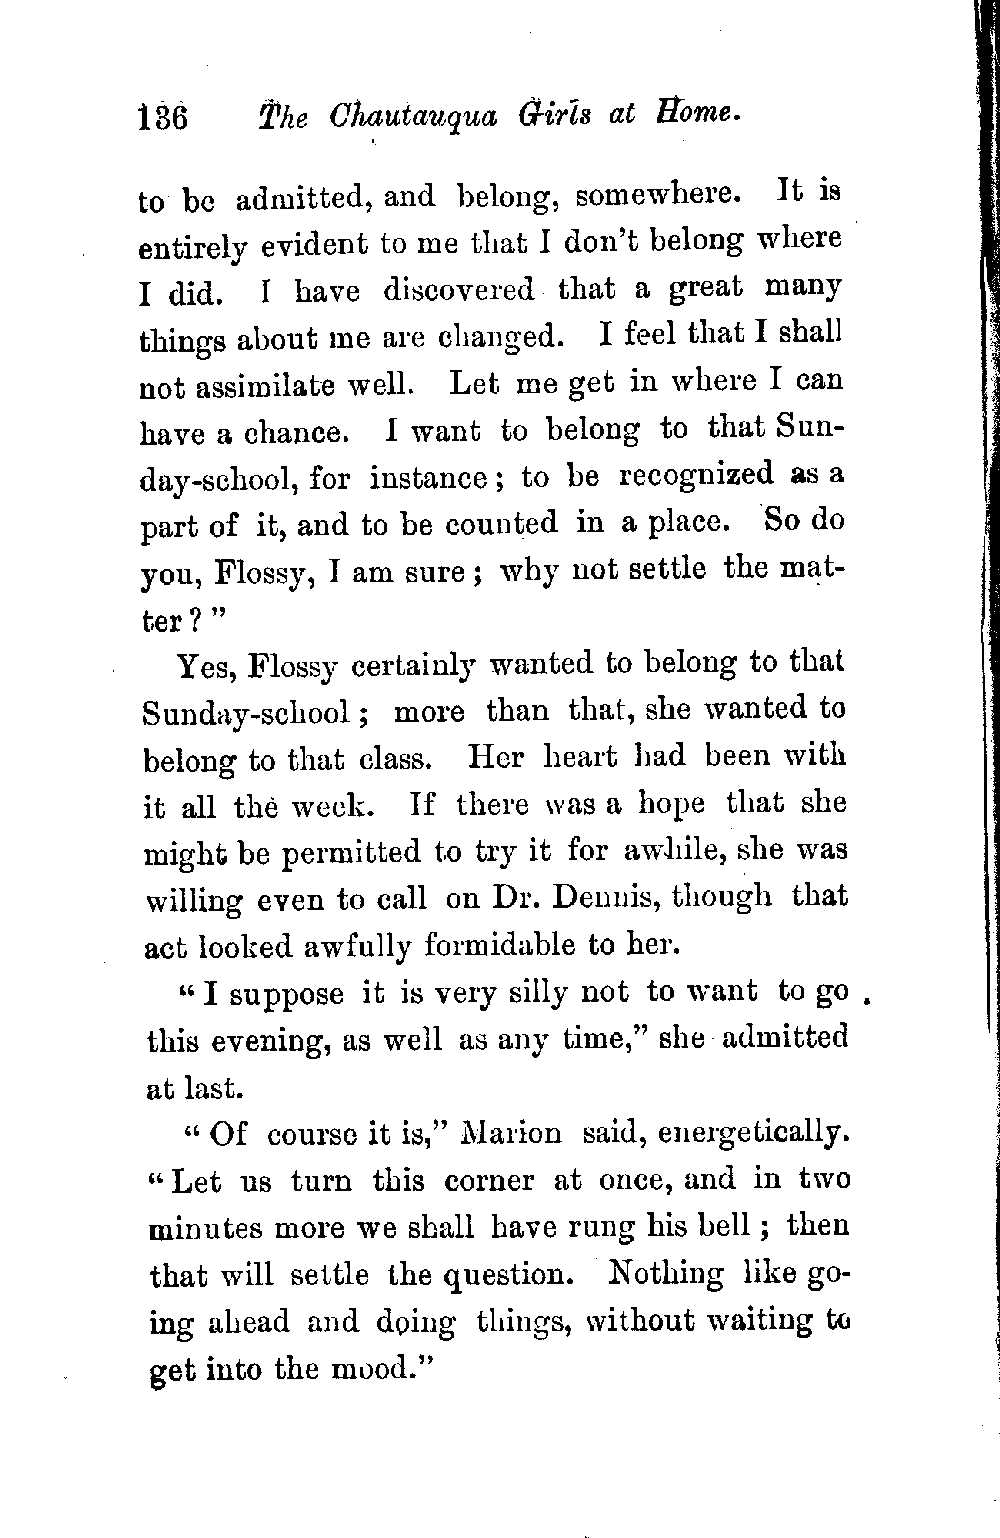 136 The Chautauqua Girls at Home.
to be admitted, and belong, somewhere. It is
entirely evident to me that I don't belong where
I did. I have discovered that a great many
things about me are changed. I feel that I shall
not assimilate well. Let me get in where I can
have a chance. I want to belong to that Sun-
day-school, for instance; to be recognized as a
part of it, and to be counted in a place. So do
you, Flossy, I am sure; why not settle the mat-
ter?"
Yes, Flossy certainly wanted to belong to that
Sunday-school; more than that, she wanted to
belong to that class. Her heart had been with
it all the week. If there was a hope that she
might be permitted to try it for awhile, she was
willing even to call on Dr. Dennis, though that
act looked awfully formidable to her.
"I suppose it is very silly not to want to go
this evening, as well as any time," she admitted
at last.
"Of course it is," Marion said, energetically.
"Let us turn this corner at once, and in two
minutes more we shall have rung his bell; then
that will settle the question. Nothing like go-
ing ahead and doing things, without waiting to
get into the mood."